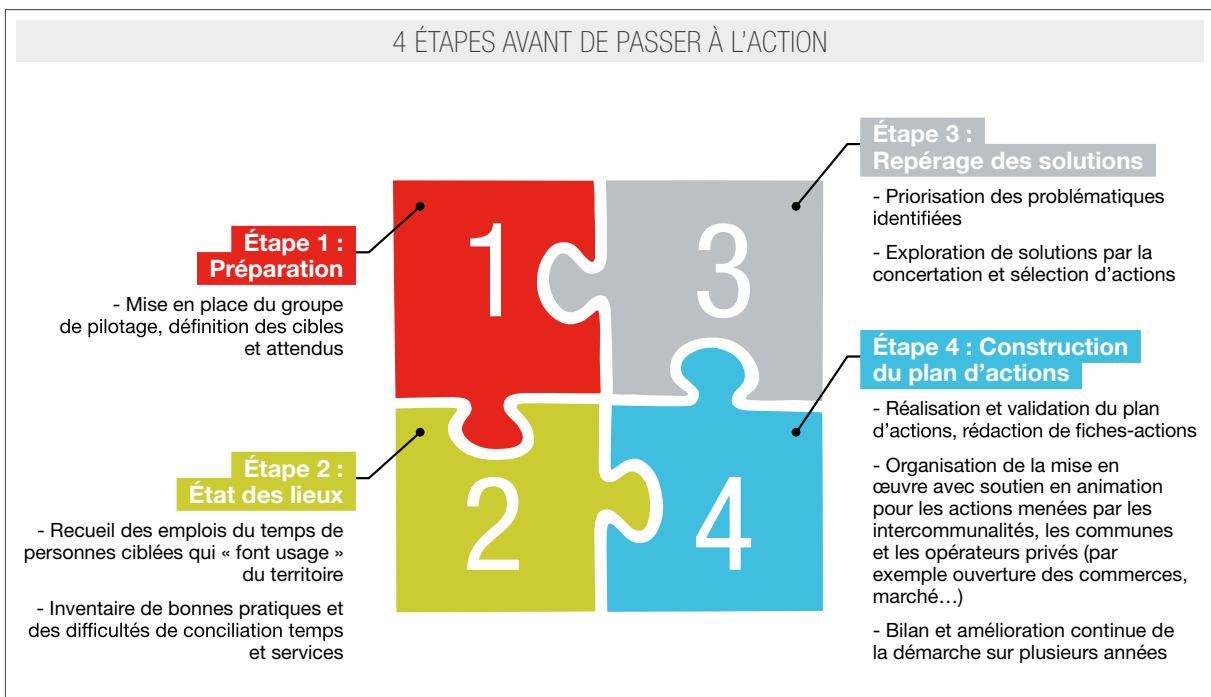 4 ÉTAPES AVANT DE PASSER À L'ACTION
1
Étape 1 :
Préparation
- Mise en place du groupe
de pilotage, définition des cibles
et attendus
2
Étape 2 :
État des lieux
- Recueil des emplois du temps de
personnes ciblées qui « font usage »
du territoire
- Inventaire de bonnes pratiques et
des difficultés de conciliation temps
et services
3
Étape 3 :
Repérage des solutions
- Priorisation des problématiques
identifiées
- Exploration de solutions par la
concertation et sélection d'actions
4
Étape 4 : Construction
du plan d'actions
- Réalisation et validation du plan
d'actions, rédaction de fiches-actions
- Organisation de la mise en
œuvre avec soutien en animation
pour les actions menées par les
intercommunalités, les communes
et les opérateurs privés (par
exemple ouverture des commerces,
marché…)
- Bilan et amélioration continue de
la démarche sur plusieurs années